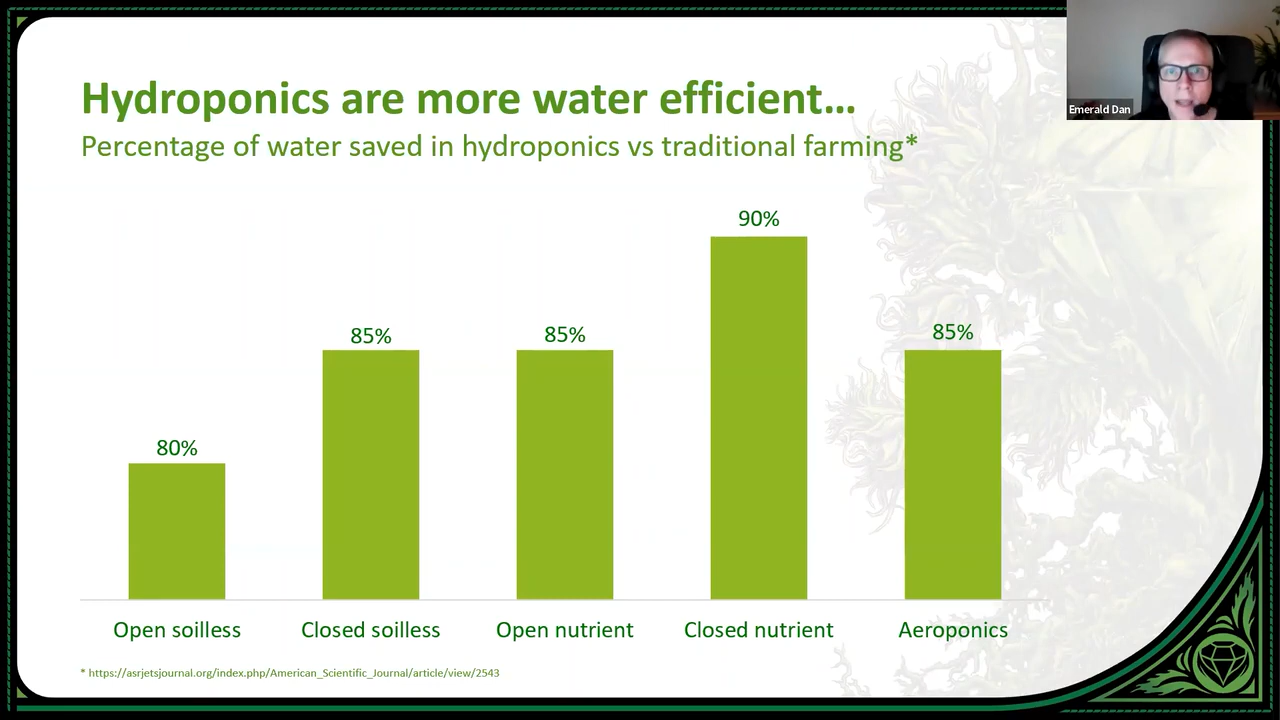 Hydroponics are more water efficient…
Percentage of water saved in hydroponics vs traditional farming*
Emerald Dan
80%
85%
85%
90%
85%
Open soilless
Closed soilless
Open nutrient
Closed nutrient
Aeroponics
* https://asrjetsjournal.org/index.php/American_Scientific_Journal/article/view/2543